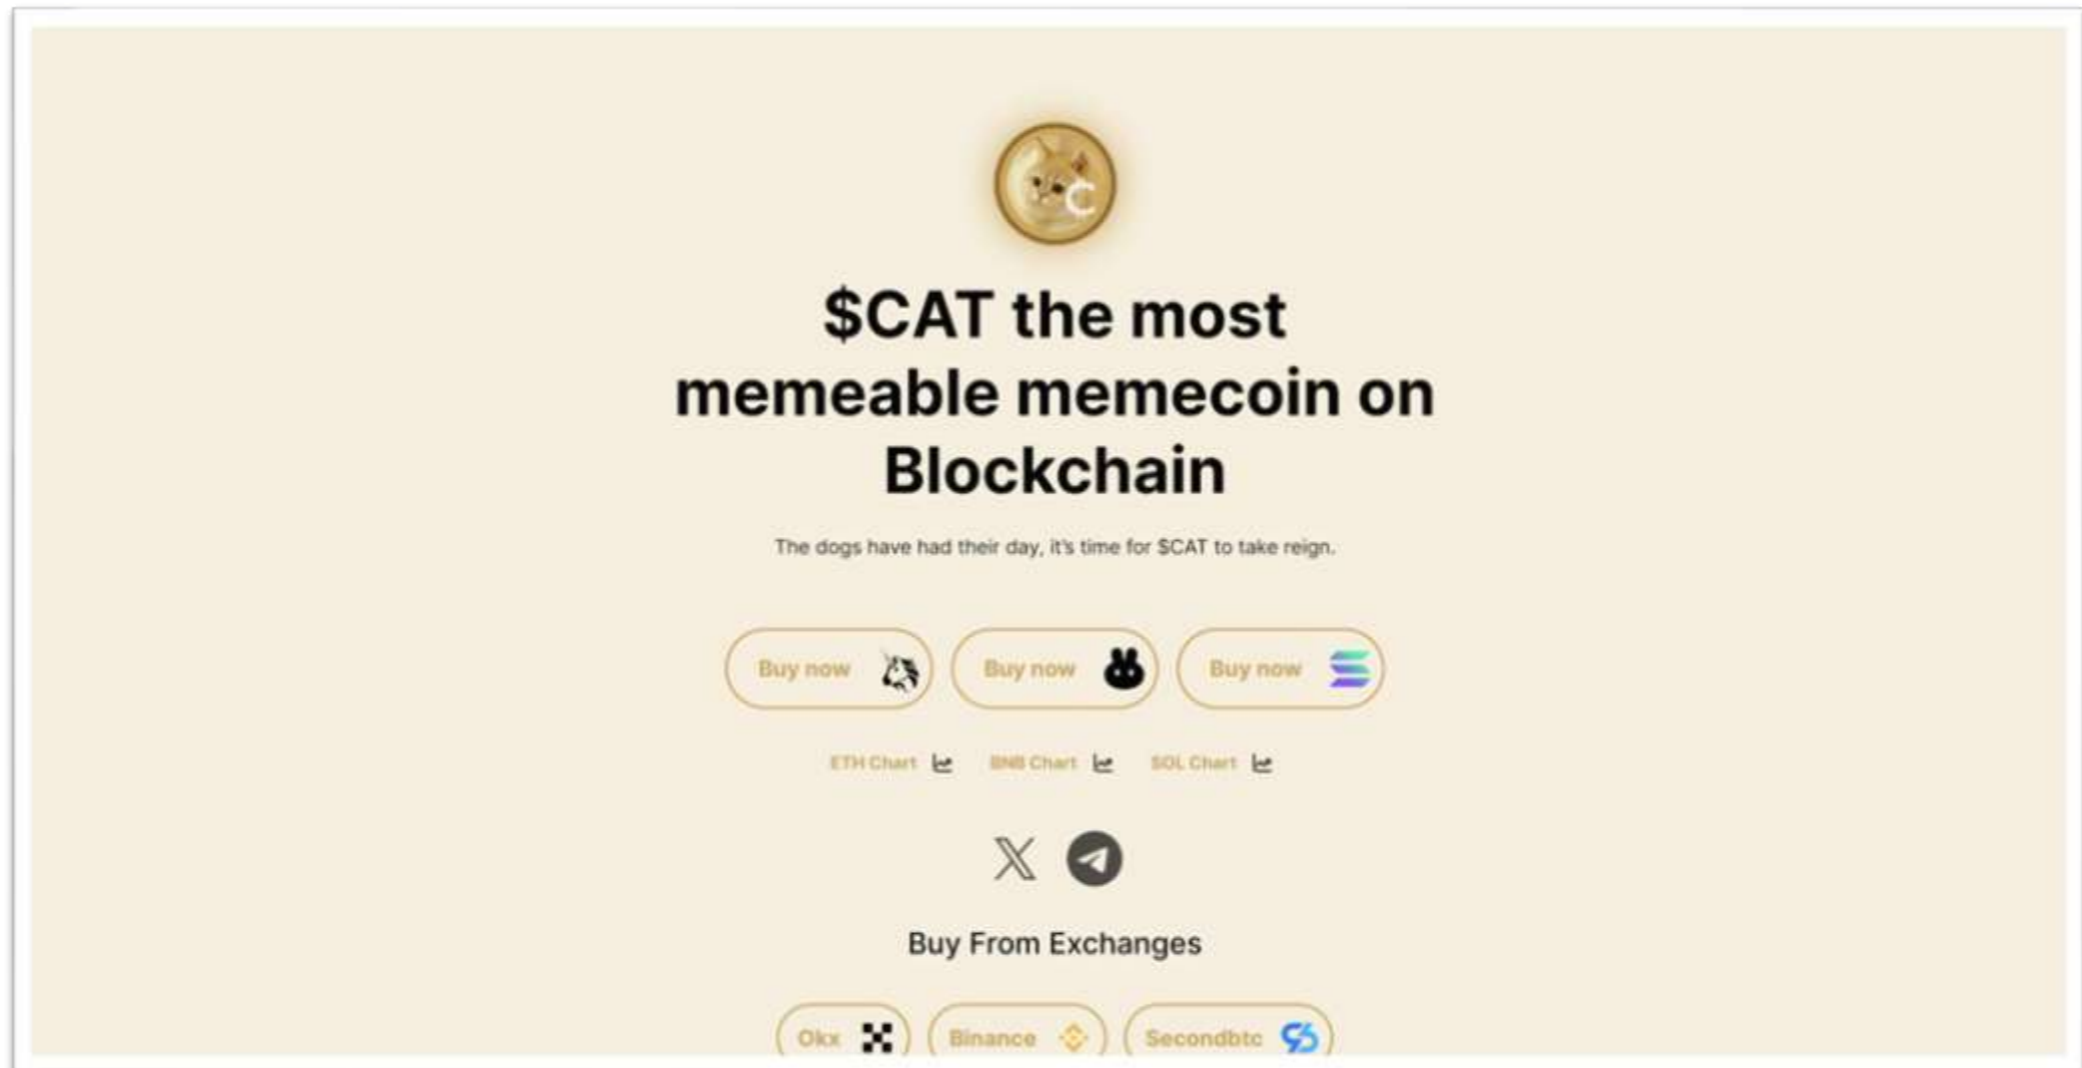 C
$CAT the most
memeable memecoin on
Blockchain
The dogs have had their day, it's time for $CAT to take reign.
Buy now
Buy now
Buy now
ETH Chart
BNB Chart
SOL Chart
Buy From Exchanges
Okx
Binance
Secondbtc